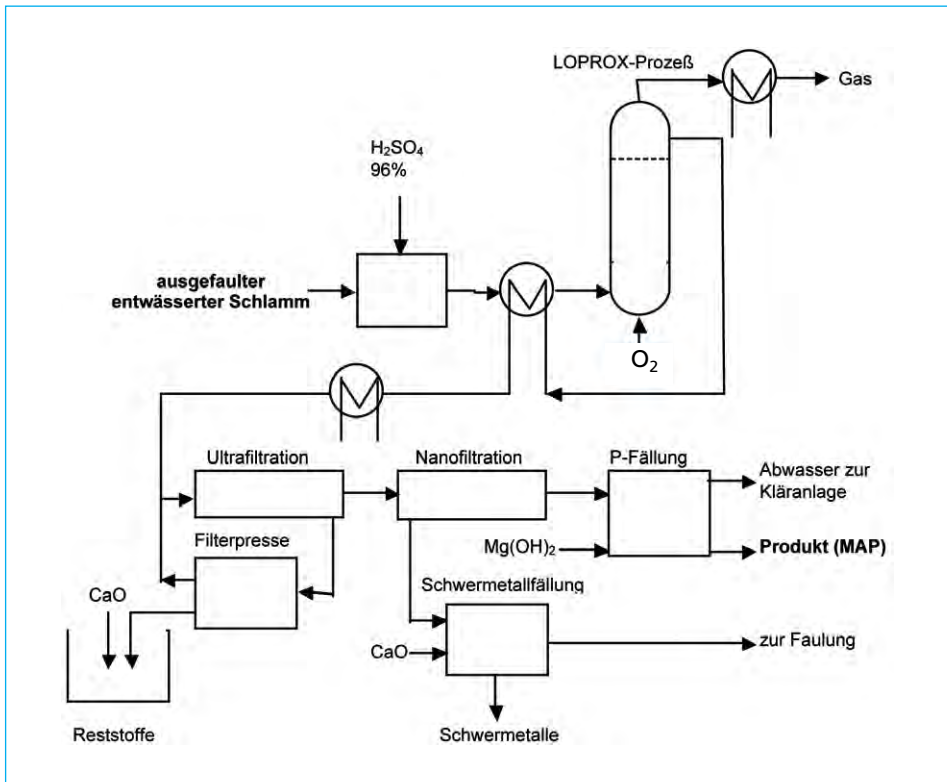 LOPROX-Prozeß
Gas
H₂SO₄
96%
ausgefaulter
entwässerter Schlamm
O₂
Ultrafiltration
Nanofiltration
P-Fällung
Abwasser zur
Kläranlage
Filterpresse
Mg(OH)₂
Produkt (MAP)
Schwermetallfällung
CaO
CaO
zur Faulung
Reststoffe
Schwermetalle